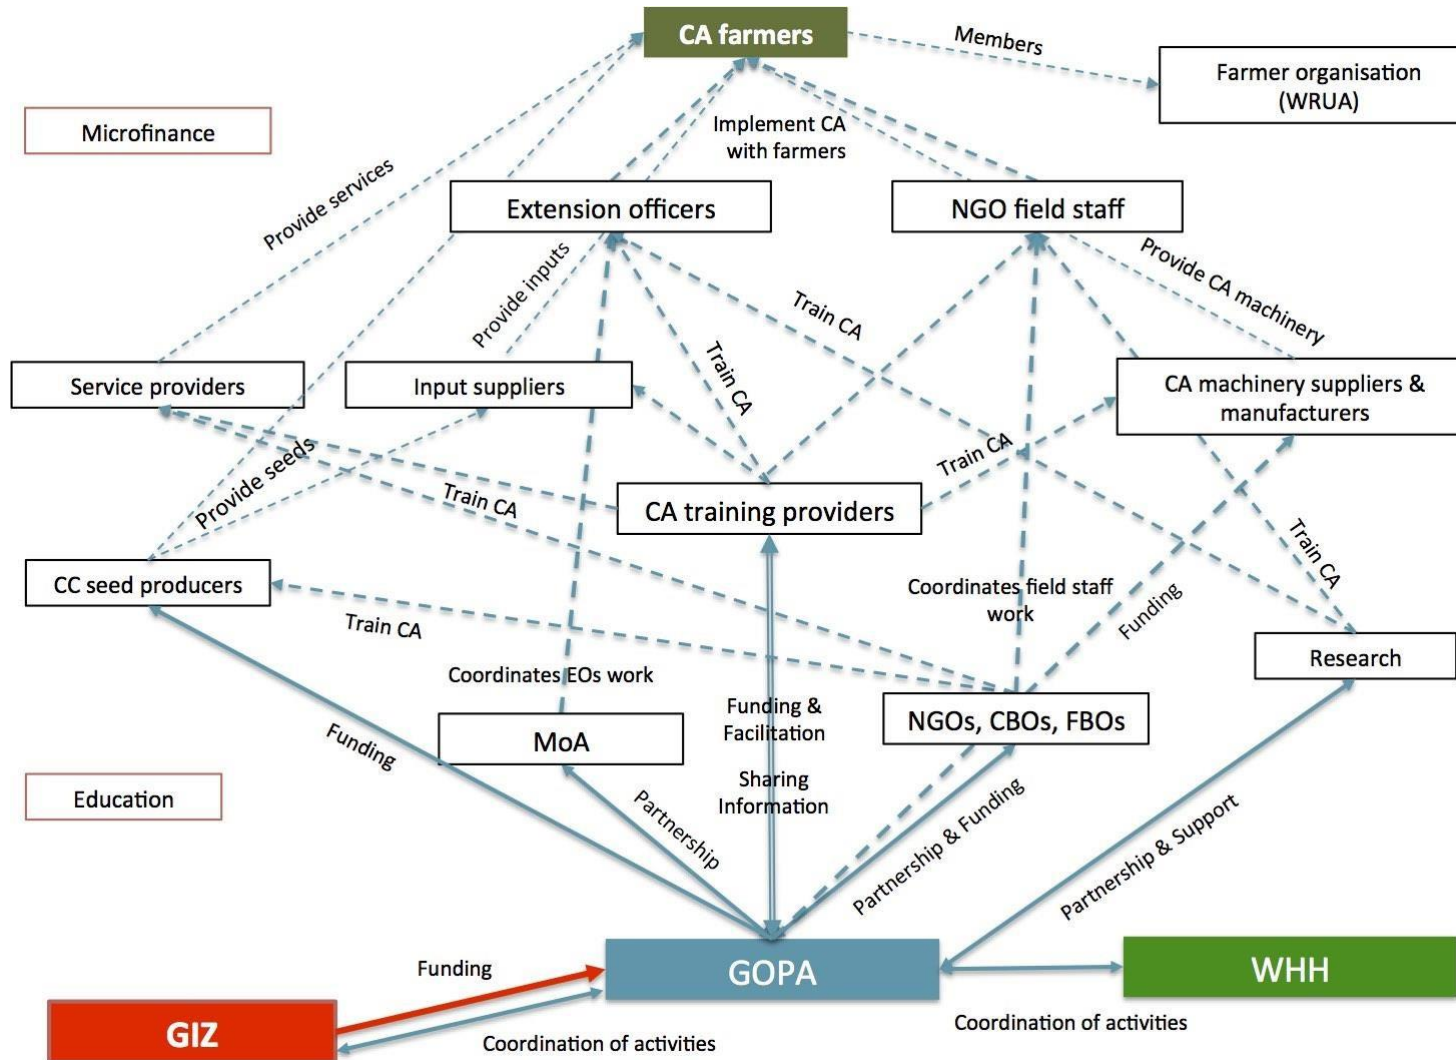 CA farmers
Members
Farmer organisation
(WRUA)
Microfinance
Implement CA
with farmers
Provide services
Extension officers
NGO field staff
Provide inputs
Provide CA machinery
Train CA
Train CA
Service providers
Input suppliers
CA machinery suppliers &
manufacturers
Provide seeds
Train CA
Train CA
CA training providers
Train CA
CC seed producers
Train CA
Coordinates field staff
work
Funding
Research
Coordinates EOs work
Funding
MoA
Funding &
Facilitation
NGOs, CBOs, FBOs
Education
Sharing
Information
Partnership
Partnership & Funding
Partnership & Support
GOPA
WHH
Funding
GIZ
Coordination of activities
Coordination of activities